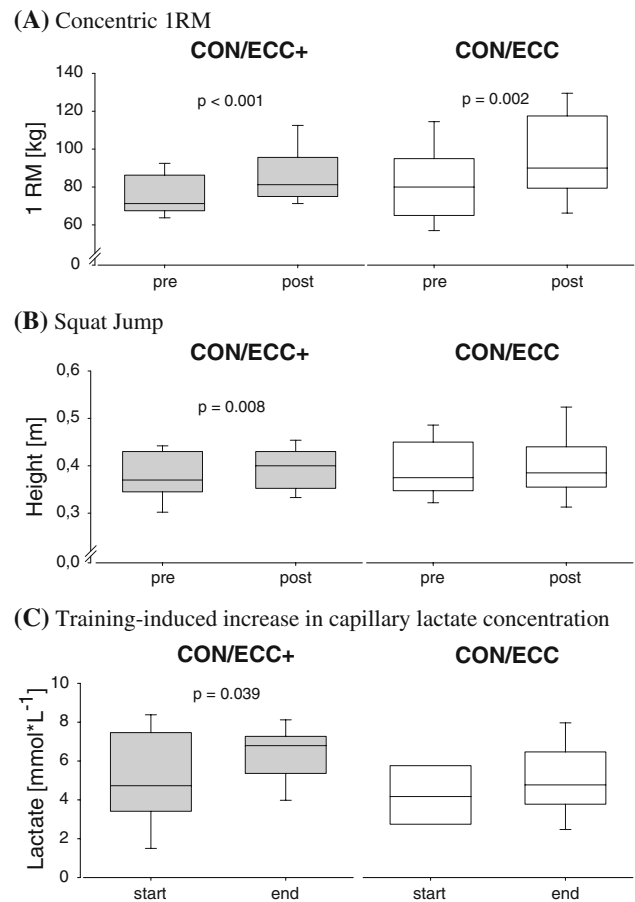 (A) Concentric 1RM
CON/ECC+ CON/ECC
140
120
100
80
60
0
1 RM [kg]
p < 0.001
p = 0.002
pre post pre post
(B) Squat Jump
CON/ECC+ CON/ECC
0,6
0,5
0,4
0,3
0,0
Height [m]
p = 0.008
pre post pre post
(C) Training-induced increase in capillary lactate concentration
CON/ECC+ CON/ECC
10
8
6
4
2
0
Lactate [mmol*L⁻¹]
p = 0.039
start end start end